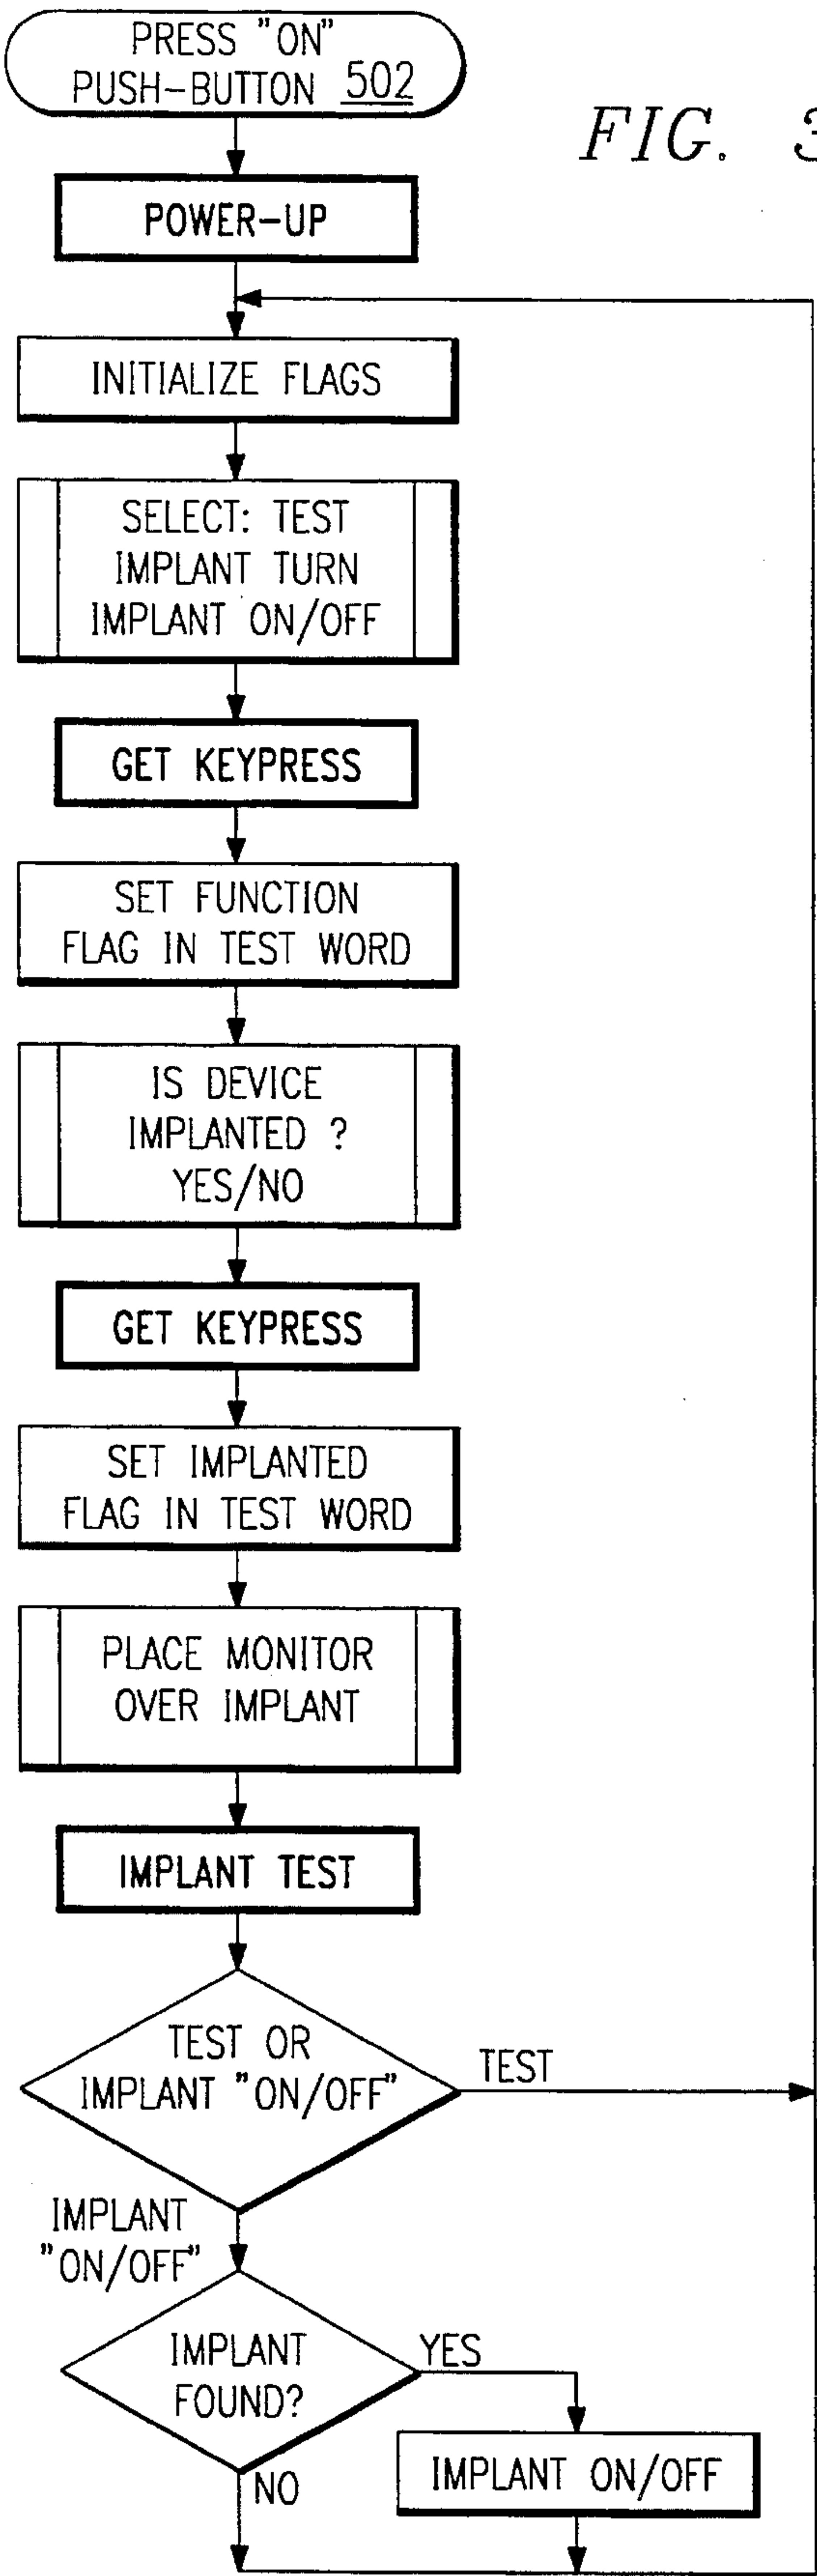 PRESS "ON"
PUSH-BUTTON 502
FIG. 3
POWER-UP
INITIALIZE FLAGS
SELECT: TEST
IMPLANT TURN
IMPLANT ON/OFF
GET KEYPRESS
SET FUNCTION
FLAG IN TEST WORD
IS DEVICE
IMPLANTED ?
YES/NO
GET KEYPRESS
SET IMPLANTED
FLAG IN TEST WORD
PLACE MONITOR
OVER IMPLANT
IMPLANT TEST
TEST OR
IMPLANT "ON/OFF"
TEST
IMPLANT
"ON/OFF"
IMPLANT
FOUND?
YES
IMPLANT ON/OFF
NO